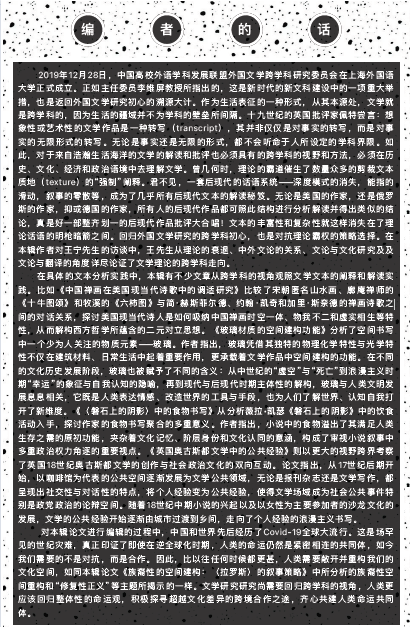 编 者 的 话
2019年12月28日，中国高校外语学科发展联盟外国文学跨学科研究委员会在上海外国语
大学正式成立。正如主任委员李维屏教授所指出的，这是新时代的新文科建设中的一项重大举
措，也是返回外国文学研究初心的溯源大计。作为生活表征的一种形式，从其本源处，文学就
是跨学科的，因为生活的疆域并不为学科的壁垒所间隔。十九世纪的英国批评家佩特尝言：想
象性或艺术性的文学作品是一种转写（transcript），其并非仅仅是对事实的转写，而是对事
实的无限形式的转写。无论是事实还是无限的形式，都不会听命于人所设定的学科界限。如
此，对于来自浩瀚生活海洋的文学的解读和批评也必须具有的跨学科的视野和方法，必须在历
史、文化、经济和政治语境中去理解文学。曾几何时，理论的霸道催生了数量众多的剪裁文本
质地（texture）的“强制”阐释。君不见，一套后现代的话语系统——深度模式的消失，能指的
滑动，叙事的零散等，成为了几乎所有后现代文本的解读秘笈。无论是美国的作家，还是俄罗
斯的作家，抑或德国的作家，所有人的后现代作品都可照此结构进行分析解读并得出类似的结
论，真是好一部整齐划一的后现代作品批评大合唱！文本的丰富性和复杂性就这样消失在了理
论话语的阴枪暗箭之间。回归外国文学研究的跨学科初心，也是对抗理论霸权的策略选择。在
本辑作者对王宁先生的访谈中，王先生从理论的衰退、中外文论的关系、文论与文化研究及及
文论与翻译的角度详尽论证了文学理论的跨学科走向。
在具体的文本分析实践中，本辑有不少文章从跨学科的视角观照文学文本的阐释和解读实
践。比如《中国禅画在美国现当代诗歌中的调适研究》比较了宋朝匿名山水画、廓庵禅师的
《十牛图颂》和牧溪的《六柿图》与简·赫斯菲尔德、约翰·凯奇和加里·斯奈德的禅画诗歌之
间的对话关系，探讨美国现当代诗人是如何吸纳中国禅画时空一体、物我不二和虚实相生等特
性，从而解构西方哲学所蕴含的二元对立思想。《玻璃材质的空间建构功能》分析了空间书写
中一个少为人关注的物质元素——玻璃。作者指出，玻璃凭借其独特的物理化学特性与光学特
性不仅在建筑材料、日常生活中起着重要作用，更承载着文学作品中空间建构的功能。在不同
的文化历史发展阶段，玻璃也被赋予了不同的含义：从中世纪的“虚空”与“死亡”到浪漫主义时
期“幸运”的象征与自我认知的隐喻，再到现代与后现代时期主体性的解构，玻璃与人类文明发
展息息相关，它既是人类表达情感、改造世界的工具与手段，也为人们了解世界、认知自我打
开了新维度。《〈磐石上的阴影〉中的食物书写》从分析薇拉·凯瑟《磐石上的阴影》中的饮食
活动入手，探讨作家的食物书写聚合的多重意义。作者指出，小说中的食物溢出了其满足人类
生存之需的原初功能，夹杂着文化记忆、阶层身份和文化认同的意涵，构成了审视小说叙事中
多重政治权力角逐的重要视点。《英国奥古斯都文学中的公共经验》则以更大的视野跨界考察
了英国18世纪奥古斯都文学的创作与社会政治文化的双向互动。论文指出，从17世纪后期开
始，以咖啡馆为代表的公共空间逐渐发展为文学公共领域，无论是报刊杂志还是文学写作，都
呈现出社交性与对话性的特点，将个人经验变为公共经验，使得文学场域成为社会公共事件特
别是政党政治的论辩空间。随着18世纪中期小说的兴起以及以女性为主要参加者的沙龙文化的
发展，文学的公共经验开始逐渐由城市过渡到乡间，走向了个人经验的浪漫主义书写。
对本辑论文进行编辑的过程中，中国和世界先后经历了Covid-19全球大流行。这是场罕
见的世纪灾难，真正印证了即使在逆全球化时期，人类的命运仍然是紧密相连的共同体，如今
我们需要的不是对抗，而是合作。因此，比以往任何时候都更甚，人类需要敞开并重构我们的
文化空间，如同本辑论文《族裔性的空间建构：〈拉罗斯〉的叙事策略》中所分析的族裔性空
间重构和“修复性正义”等主题所揭示的一样。文学研究研究尚需要回归跨学科的视角，人类更
应该回归整体性的命运观，积极探寻超越文化差异的跨境合作之途，齐心共建人类命运共同
体。